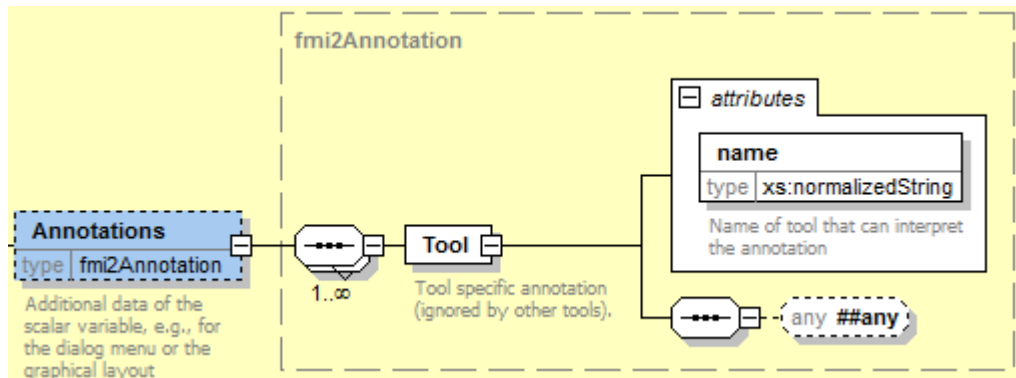 fmi2Annotation
attributes
name
type xs:normalizedString
Name of tool that can interpret
the annotation
Annotations
type fmi2Annotation
Additional data of the
scalar variable, e.g., for
the dialog menu or the
graphical layout
1..∞
Tool
Tool specific annotation
(ignored by other tools).
any ##any